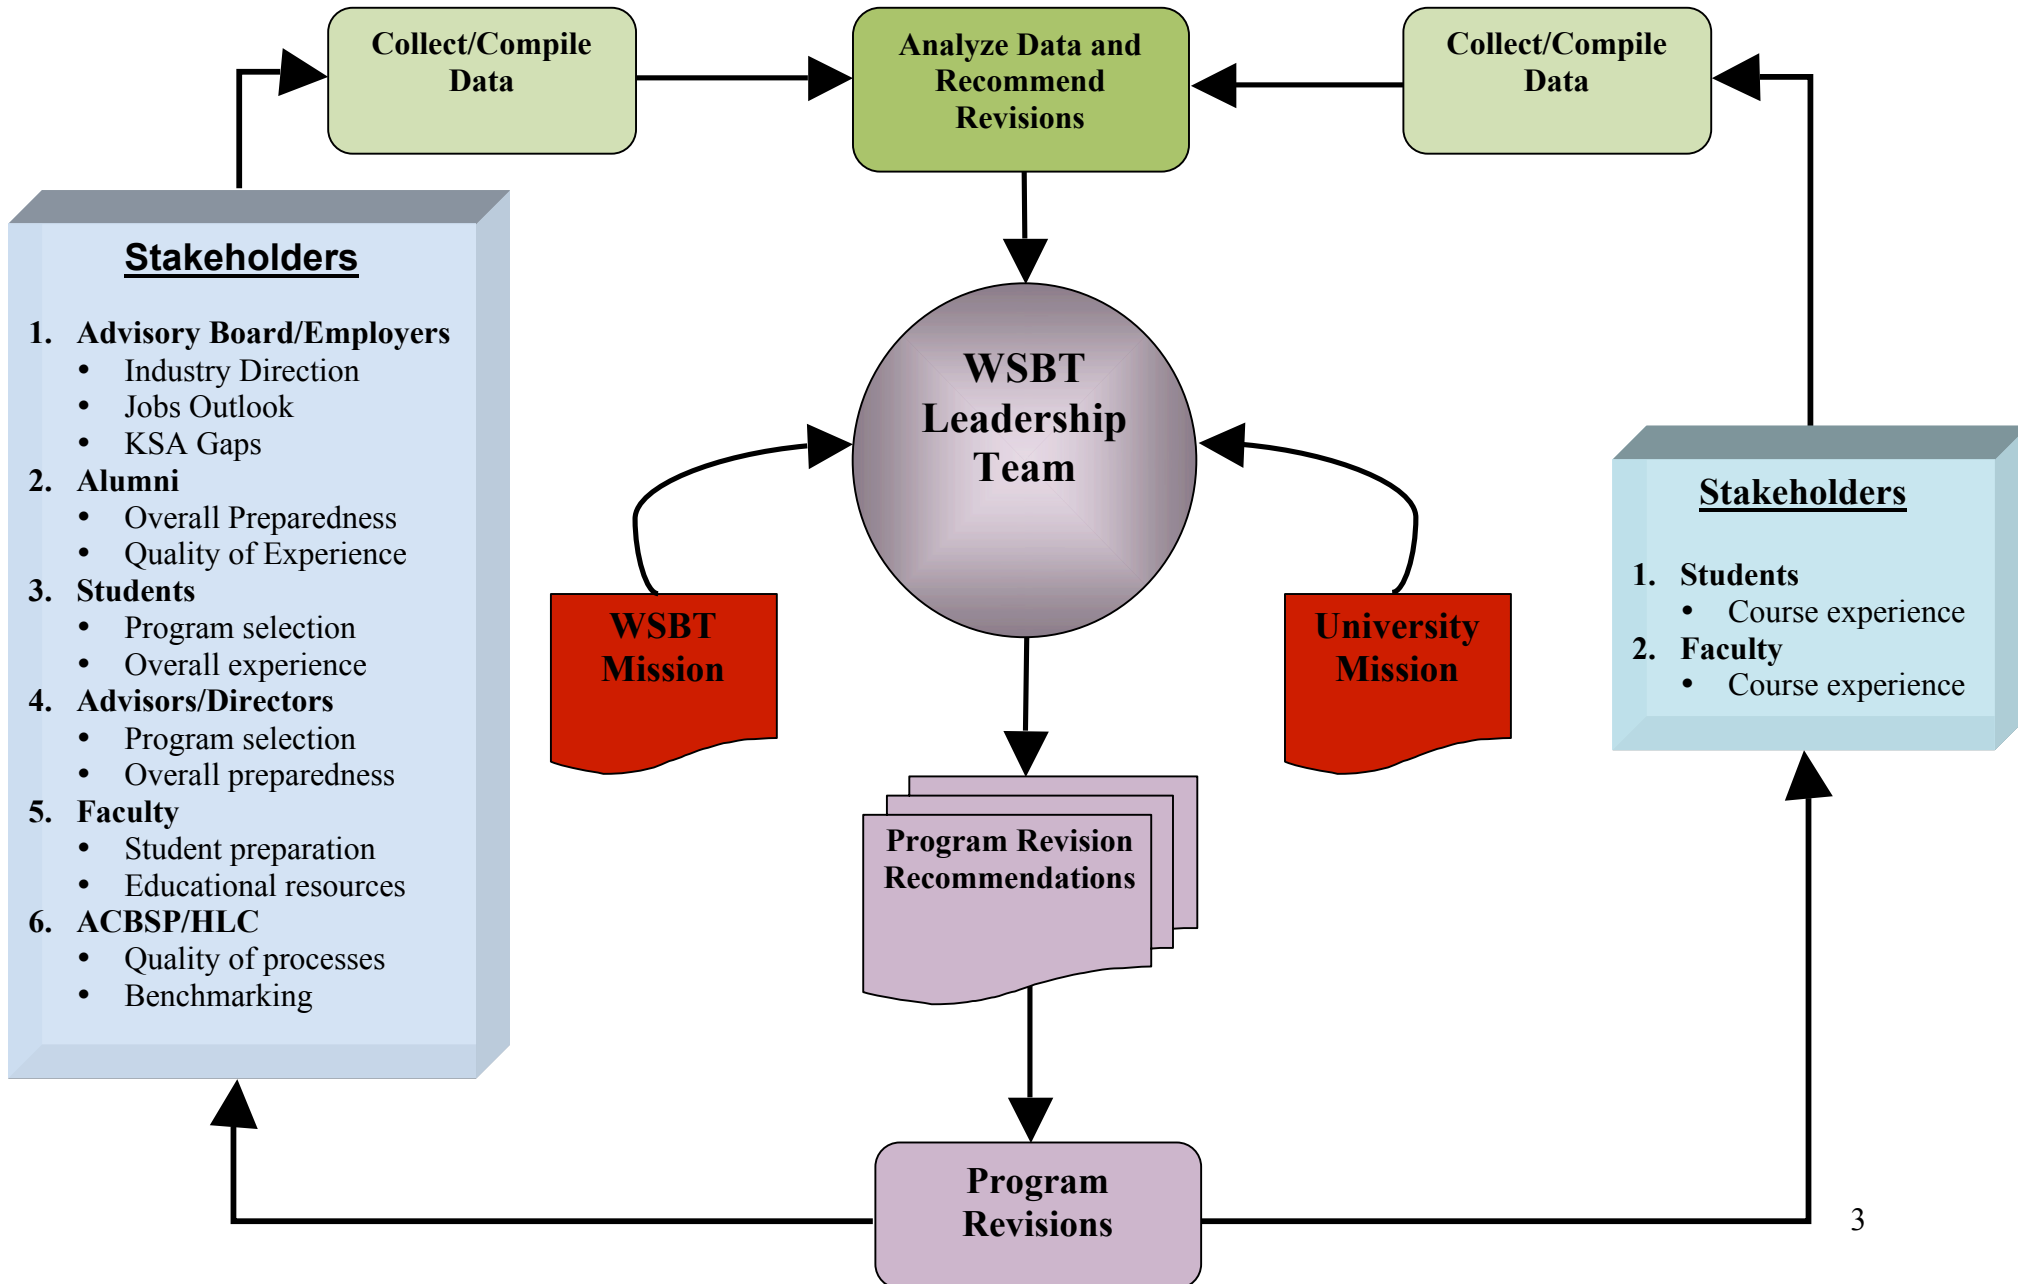 Collect/Compile
Data
Analyze Data and
Recommend
Revisions
Collect/Compile
Data
Stakeholders
1. Advisory Board/Employers
• Industry Direction
• Jobs Outlook
• KSA Gaps
2. Alumni
• Overall Preparedness
• Quality of Experience
3. Students
• Program selection
• Overall experience
4. Advisors/Directors
• Program selection
• Overall preparedness
5. Faculty
• Student preparation
• Educational resources
6. ACBSP/HLC
• Quality of processes
• Benchmarking
WSBT
Leadership
Team
WSBT
Mission
University
Mission
Stakeholders
1. Students
• Course experience
2. Faculty
• Course experience
Program Revision
Recommendations
Program
Revisions
3